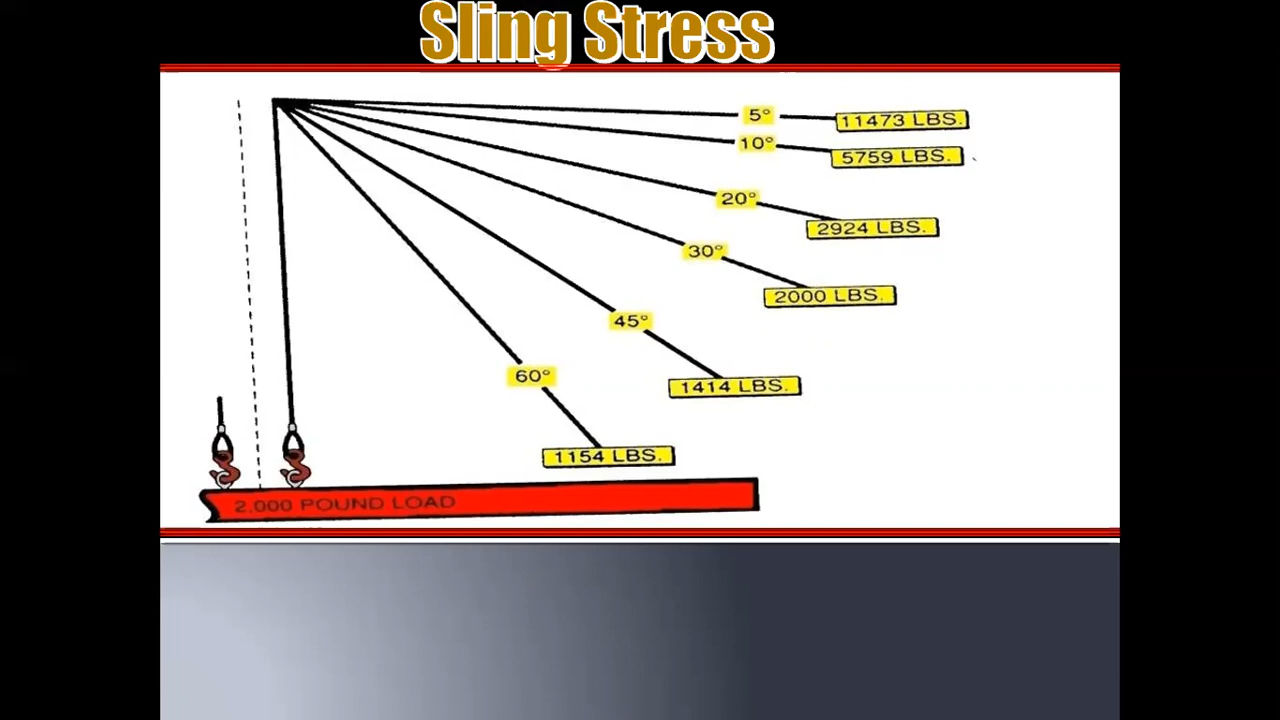 Sling Stress
5°
11473 LBS.
10°
5759 LBS.
20°
2924 LBS.
30°
2000 LBS.
45°
1414 LBS.
60°
1154 LBS.
2,000 POUND LOAD